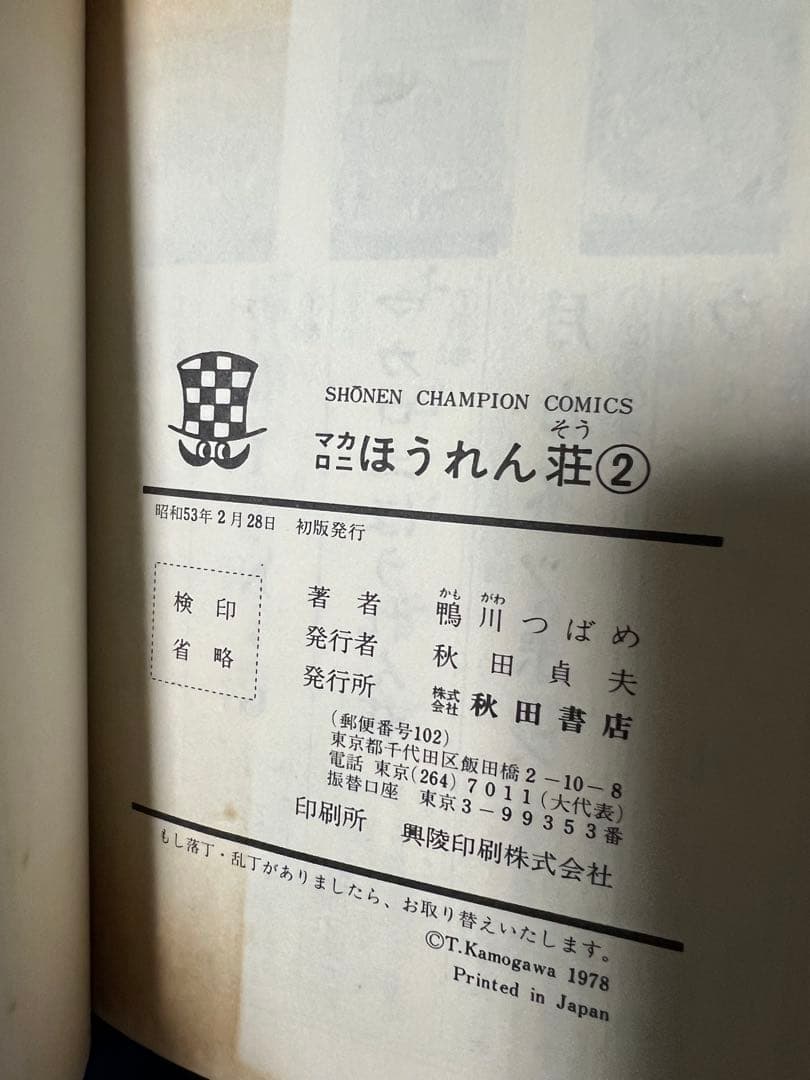 SHŌNEN CHAMPION COMICS
そう
マカロニほうれん荘②
昭和53年2月28日 初版発行
検印
省略
かも がわ
著者 鴨川つばめ
発行者 秋田貞夫
発行所 株式会社 秋田書店
(郵便番号102)
東京都千代田区飯田橋2-10-8
電話 東京(264)7011(大代表)
振替口座 東京3-99353番
印刷所 興陵印刷株式会社
もし落丁・乱丁がありましたら、お取り替えいたします。
©T.Kamogawa 1978
Printed in Japan